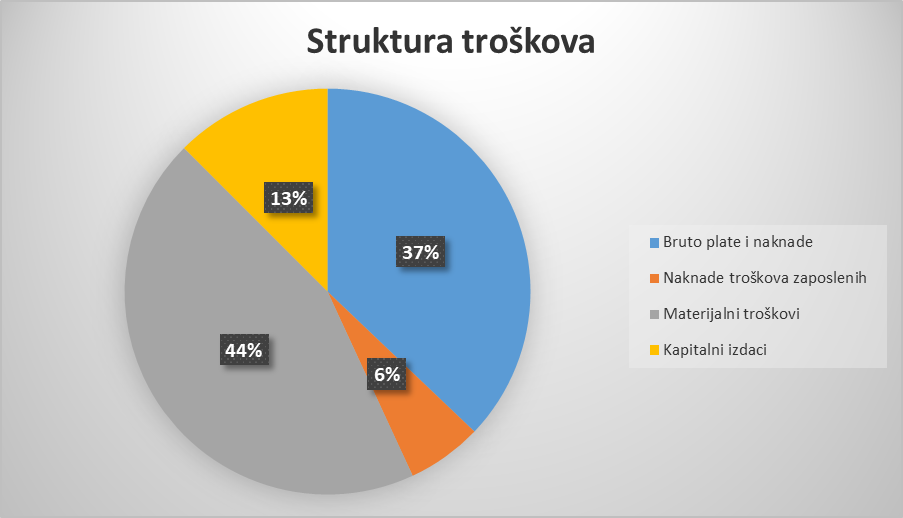 Struktura troškova
13%
37%
44%
6%
Bruto plate i naknade
Naknade troškova zaposlenih
Materijalni troškovi
Kapitalni izdaci